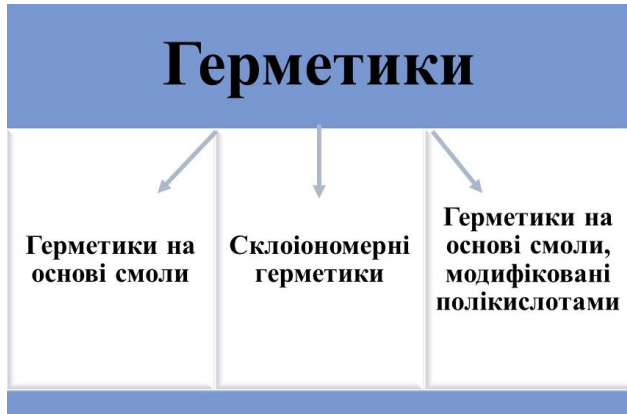 Герметики
Герметики на
основі смоли
Склоіономерні
герметики
Герметики на
основі смоли,
модифіковані
полікислотами